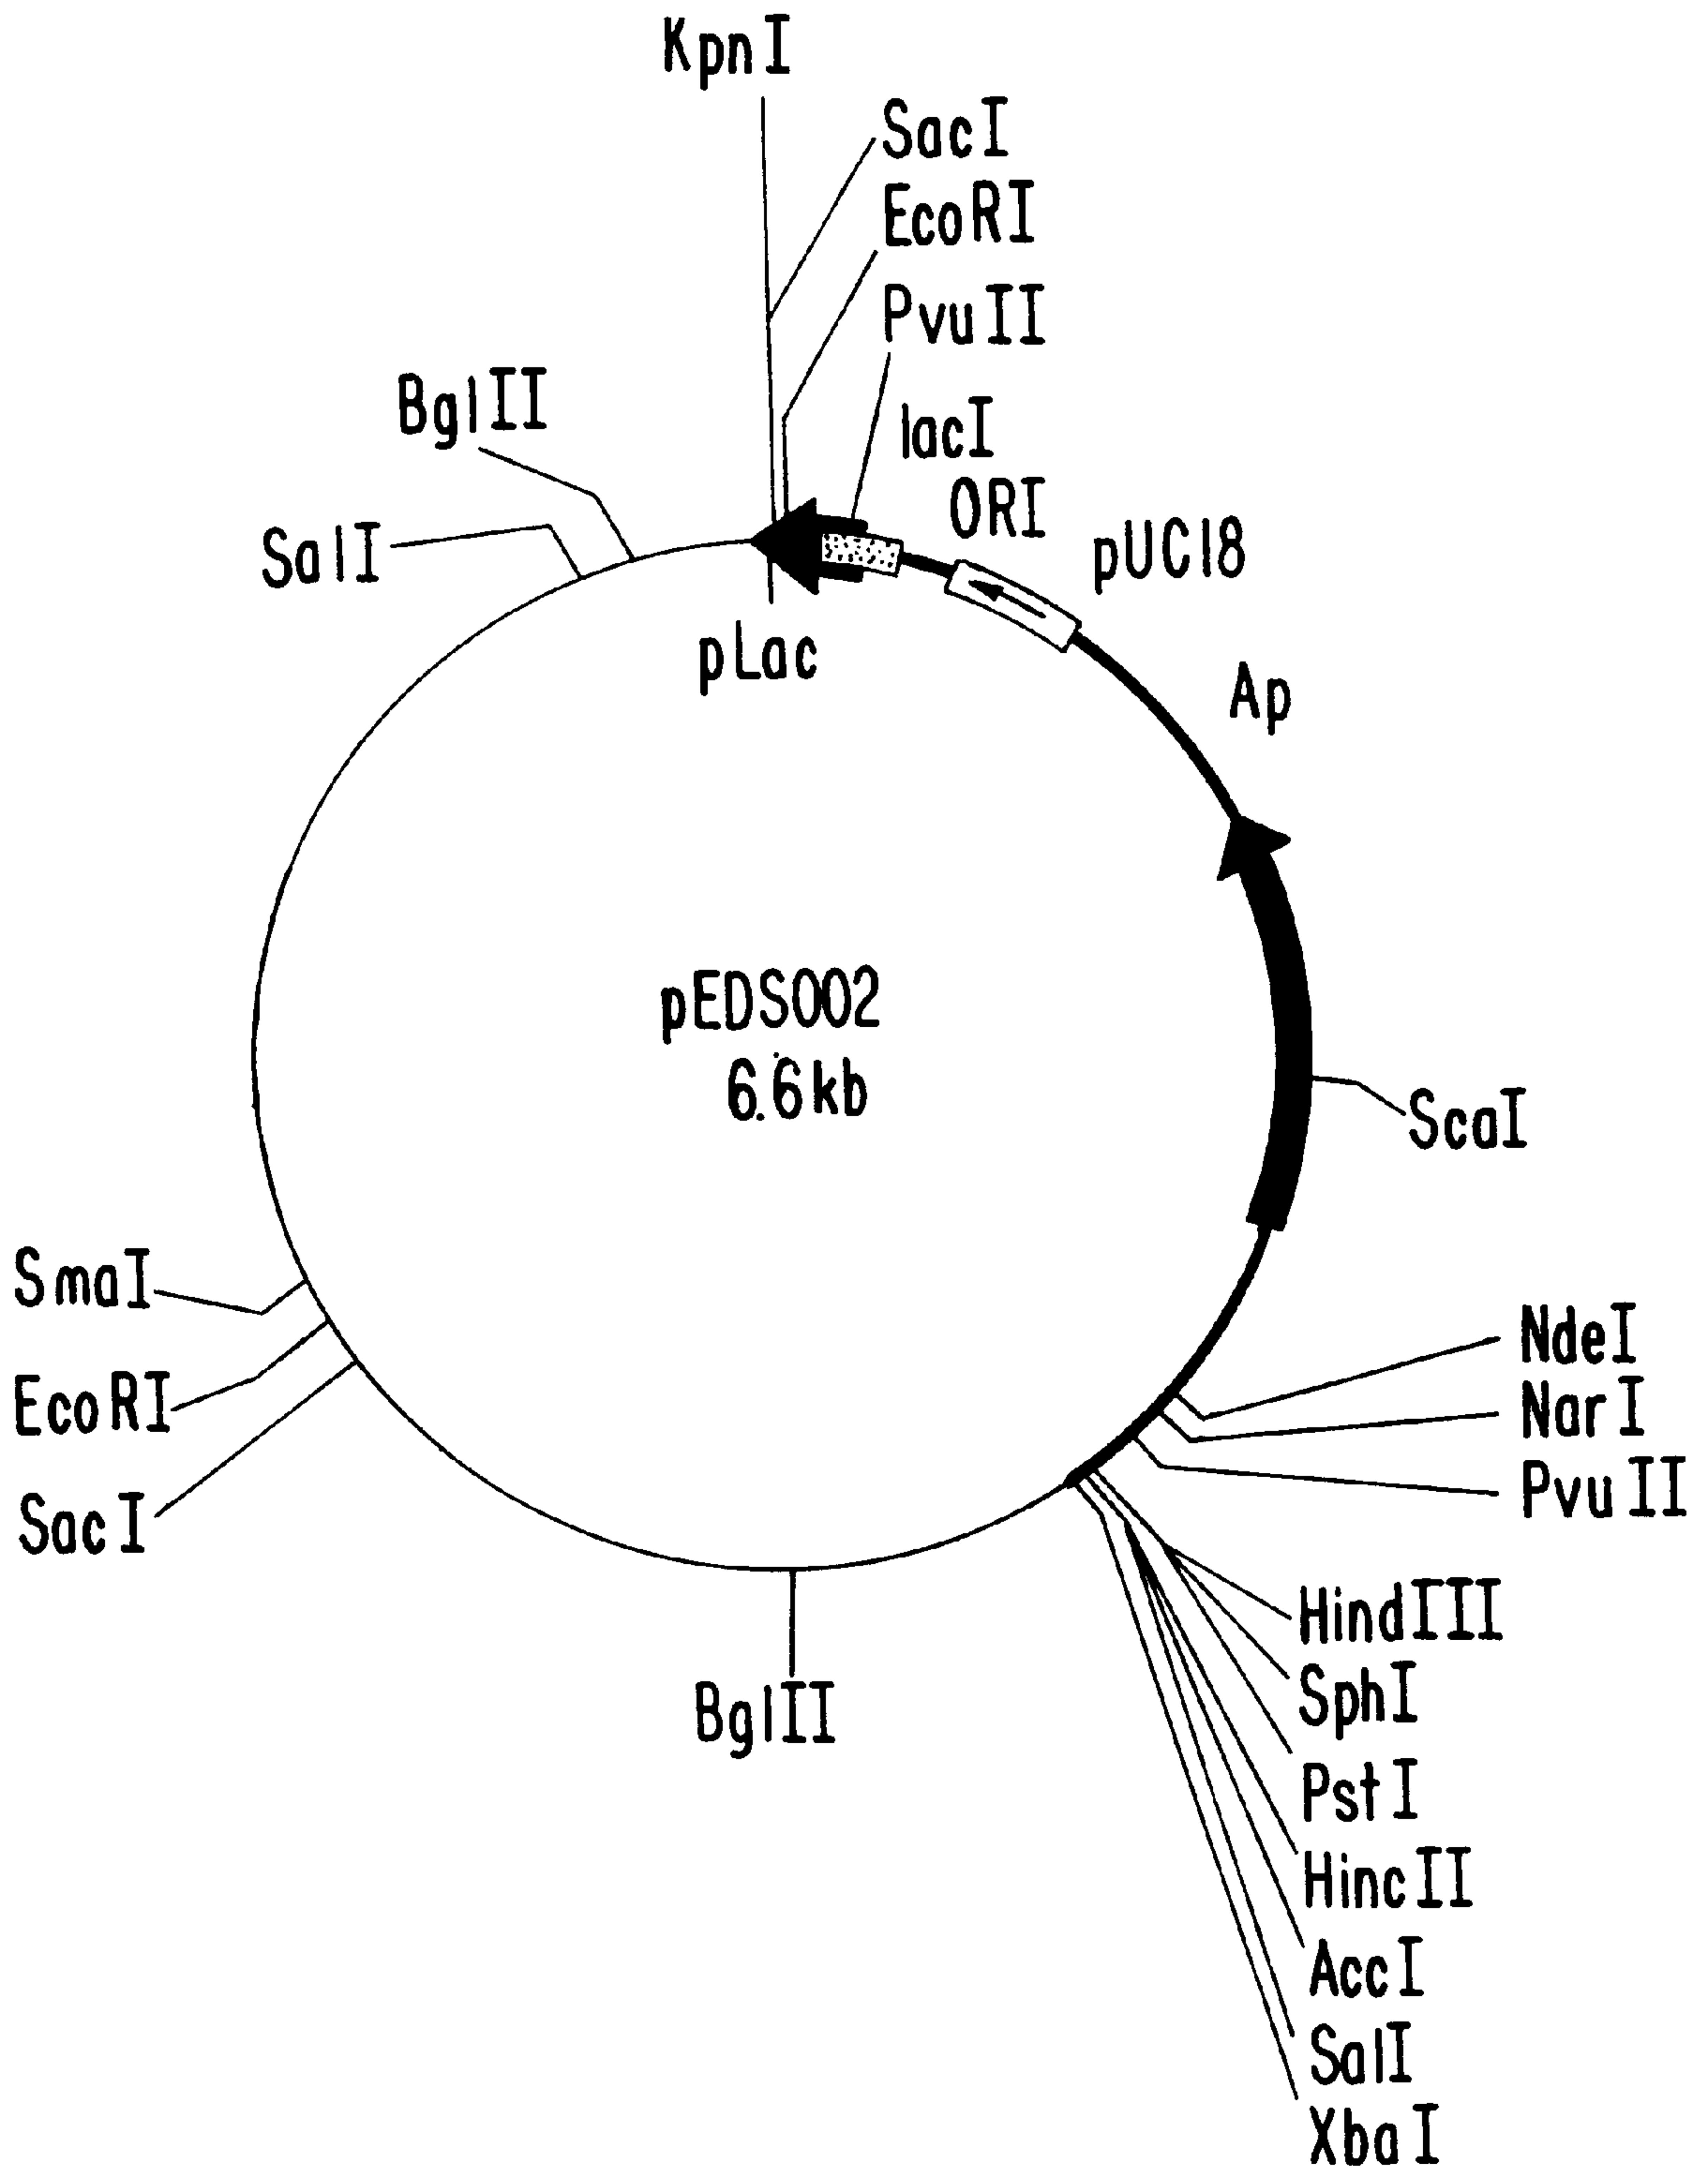 KpnI
SacI
EcoRI
PvuII
lacI
ORI
pUC18
BglII
SalI
pLac
Ap
pEDS002
6.6kb
ScaI
SmaI
EcoRI
SacI
NdeI
NarI
PvuII
HindIII
SphI
PstI
HincII
AccI
SalI
XbaI
BglII